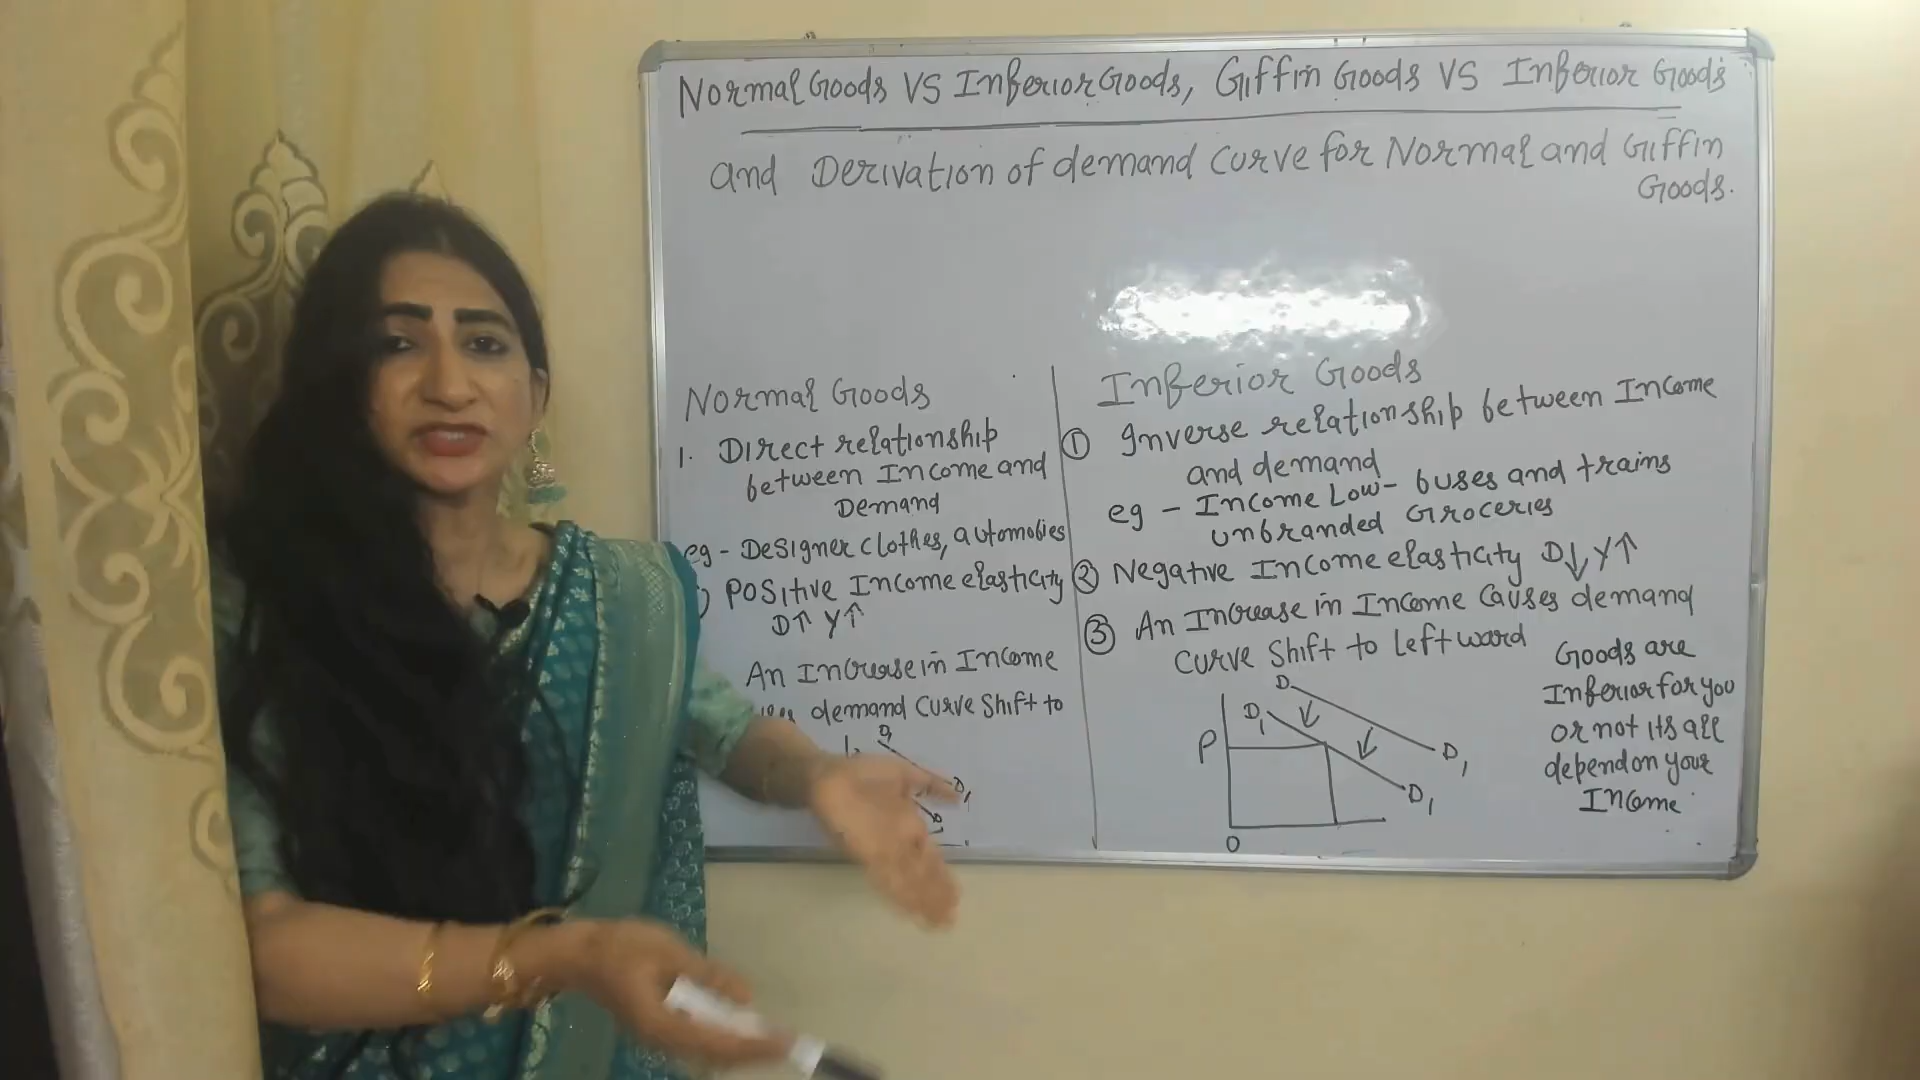 Normal Goods VS Inferior Goods, Giffin Goods VS Inferior Goods
and Derivation of demand Curve for Normal and Giffin
Goods.
Normal Goods
1. Direct relationship
between Income and
Demand
eg - Designer clothes, automobies
) Positive Income elasticity
D↑ Y↑
An Increase in Income
demand Curve Shift to
D,
D1
D
Inferior Goods
① Inverse relationship between Income
and demand
eg - Income Low - buses and trains
unbranded Groceries
② Negative Income elasticity D↓ Y↑
③ An Increase in Income Causes demand
Curve Shift to Left ward
D
D1
P
D1
D1
O
Goods are
Inferior for you
or not its all
depend on your
Income